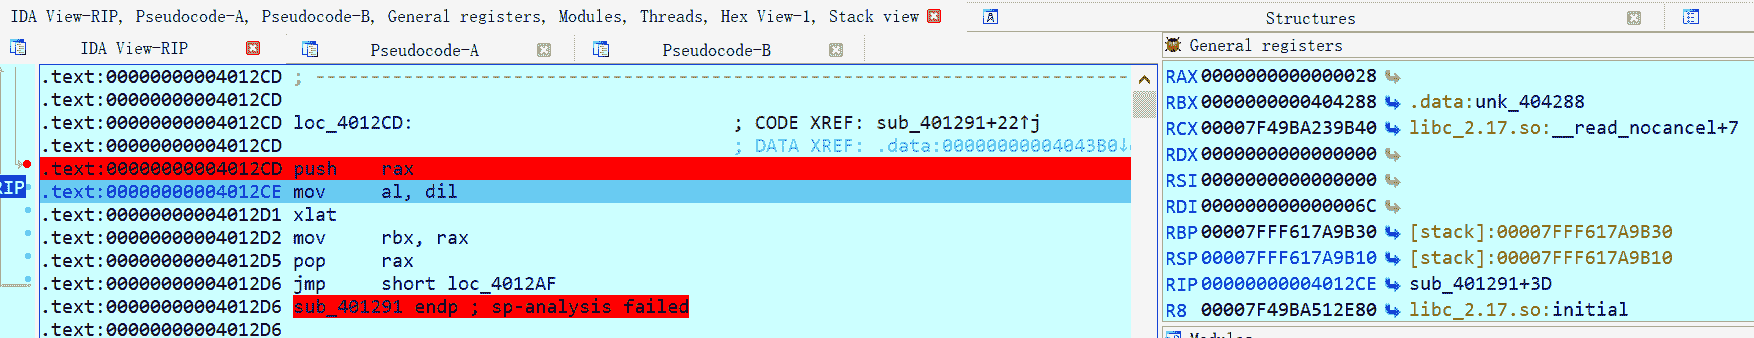 IDA View-RIP, Pseudocode-A, Pseudocode-B, General registers, Modules, Threads, Hex View-1, Stack view
Structures
IDA View-RIP
Pseudocode-A
Pseudocode-B
General registers
.text:00000000004012CD ; ------------------------------------------------------------------
.text:00000000004012CD
.text:00000000004012CD loc_4012CD: ; CODE XREF: sub_401291+22↑j
.text:00000000004012CD ; DATA XREF: .data:00000000004043B0↓
.text:00000000004012CD push rax
RIP
.text:00000000004012CE mov al, dil
.text:00000000004012D1 xlat
.text:00000000004012D2 mov rbx, rax
.text:00000000004012D5 pop rax
.text:00000000004012D6 jmp short loc_4012AF
.text:00000000004012D6 sub_401291 endp ; sp-analysis failed
.text:00000000004012D6
RAX 0000000000000028
RBX 0000000000404288 .data:unk_404288
RCX 00007F49BA239B40 libc_2.17.so:__read_nocancel+7
RDX 0000000000000000
RSI 0000000000000000
RDI 000000000000006C
RBP 00007FFF617A9B30 [stack]:00007FFF617A9B30
RSP 00007FFF617A9B10 [stack]:00007FFF617A9B10
RIP 00000000004012CE sub_401291+3D
R8 00007F49BA512E80 libc_2.17.so:initial
Modules